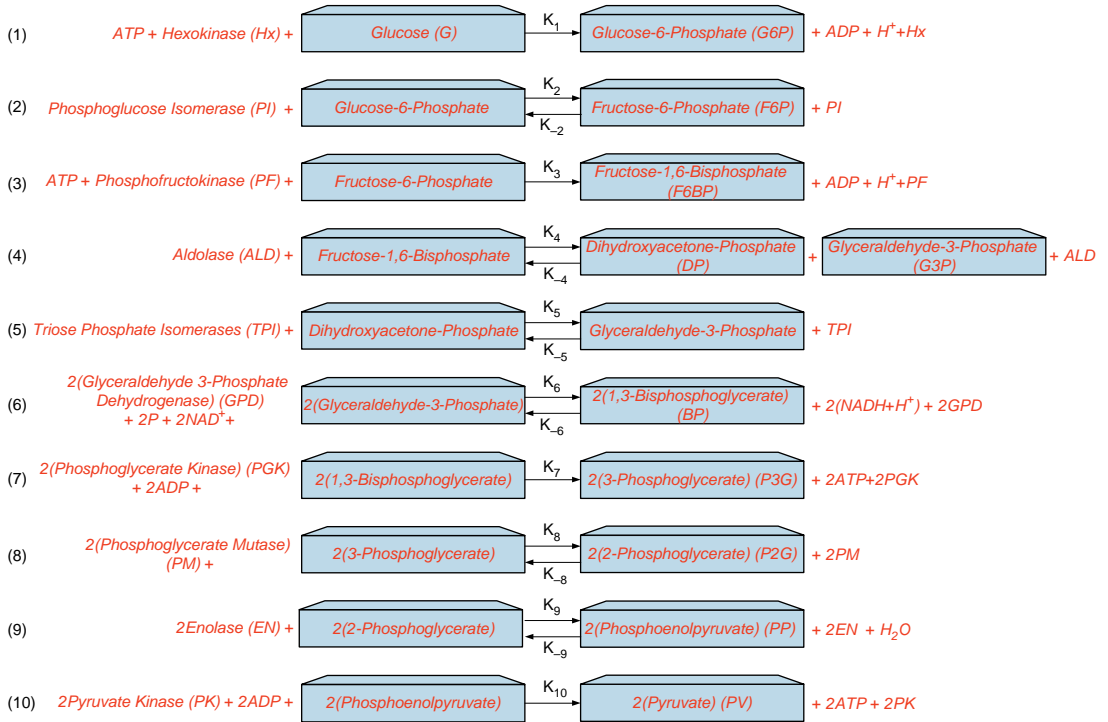 (1) ATP + Hexokinase (Hx) + Glucose (G) K1 Glucose-6-Phosphate (G6P) + ADP + H++Hx
(2) Phosphoglucose Isomerase (PI) + Glucose-6-Phosphate K2 K–2 Fructose-6-Phosphate (F6P) + PI
(3) ATP + Phosphofructokinase (PF) + Fructose-6-Phosphate K3 Fructose-1,6-Bisphosphate
(F6BP) + ADP + H++PF
(4) Aldolase (ALD) + Fructose-1,6-Bisphosphate K4 K–4 Dihydroxyacetone-Phosphate
(DP) + Glyceraldehyde-3-Phosphate
(G3P) + ALD
(5) Triose Phosphate Isomerases (TPI) + Dihydroxyacetone-Phosphate K5 K–5 Glyceraldehyde-3-Phosphate + TPI
(6) 2(Glyceraldehyde 3-Phosphate
Dehydrogenase) (GPD)
+ 2P + 2NAD++ 2(Glyceraldehyde-3-Phosphate) K6 K–6 2(1,3-Bisphosphoglycerate)
(BP) + 2(NADH+H+) + 2GPD
(7) 2(Phosphoglycerate Kinase) (PGK)
+ 2ADP + 2(1,3-Bisphosphoglycerate) K7 2(3-Phosphoglycerate) (P3G) + 2ATP+2PGK
(8) 2(Phosphoglycerate Mutase)
(PM) + 2(3-Phosphoglycerate) K8 K–8 2(2-Phosphoglycerate) (P2G) + 2PM
(9) 2Enolase (EN) + 2(2-Phosphoglycerate) K9 K–9 2(Phosphoenolpyruvate) (PP) + 2EN + H2O
(10) 2Pyruvate Kinase (PK) + 2ADP + 2(Phosphoenolpyruvate) K10 2(Pyruvate) (PV) + 2ATP + 2PK